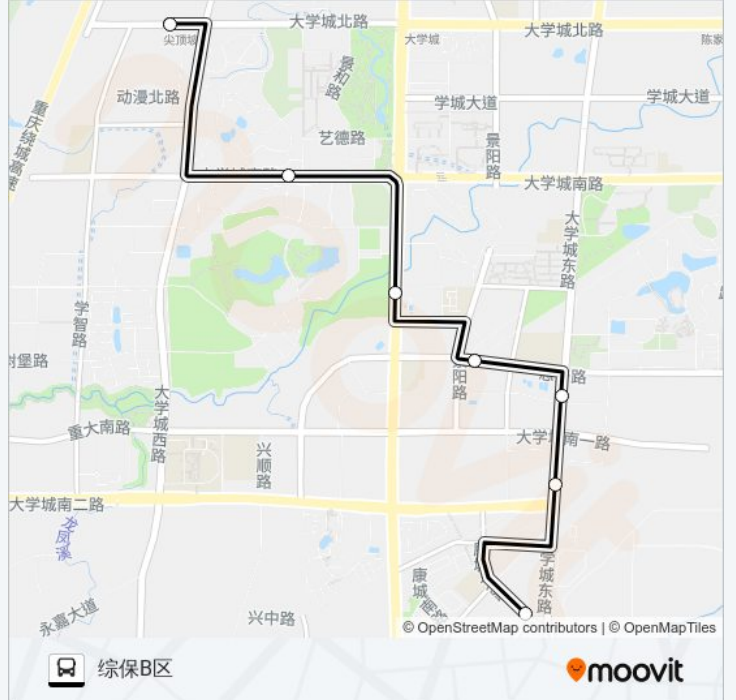 大学城北路
大学城北路
尖顶坡
大学城
陈家
景和路
动漫北路
学城大道
学城大道
重庆绕城高速
艺德路
景阳路
大学城南路
大学城东路
学智路
树堡路
阳路
路
大学城西路
重大南路
大学城南一路
兴顺路
大学城南二路
龙凤溪
康城南路
学城东路
永嘉大道
兴中路
© OpenStreetMap contributors | © OpenMapTiles
综保B区
moovit